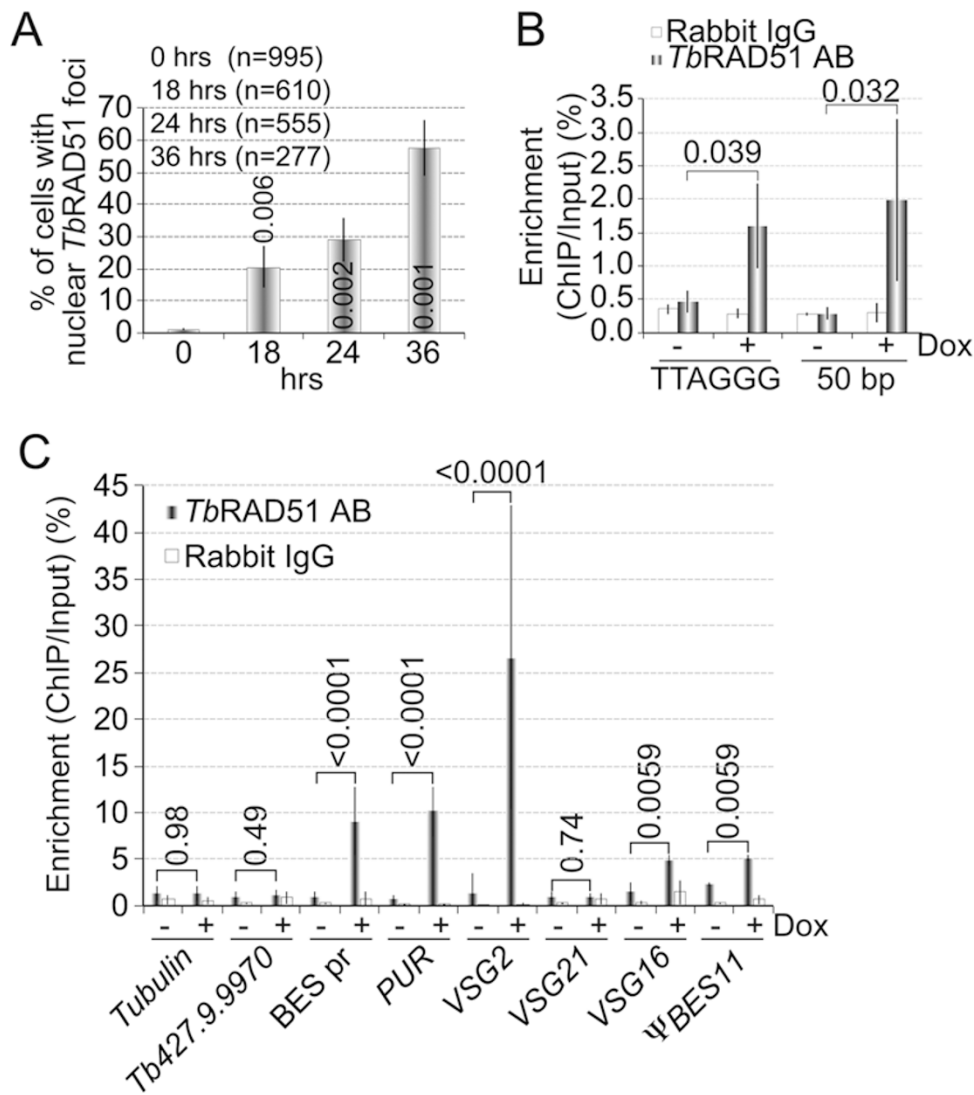 A
0 hrs (n=995)
18 hrs (n=610)
24 hrs (n=555)
36 hrs (n=277)
% of cells with
nuclear TbRAD51 foci
70
60
50
40
30
20
10
0
0.006
0.002
0.001
0 18 24 36
hrs
B
Rabbit IgG
TbRAD51 AB
Enrichment
(ChIP/Input) (%)
3.5
3.0
2.5
2.0
1.5
1.0
0.5
0.0
0.039
0.032
- + - + Dox
TTAGGG 50 bp
C
TbRAD51 AB
Rabbit IgG
Enrichment (ChIP/Input) (%)
45
40
35
30
25
20
15
10
5
0
0.98
0.49
<0.0001
<0.0001
<0.0001
0.74
0.0059
0.0059
- + - + - + - + - + - + - + - + Dox
Tubulin
Tb427.9.9970
BES pr
PUR
VSG2
VSG21
VSG16
ΨBES11